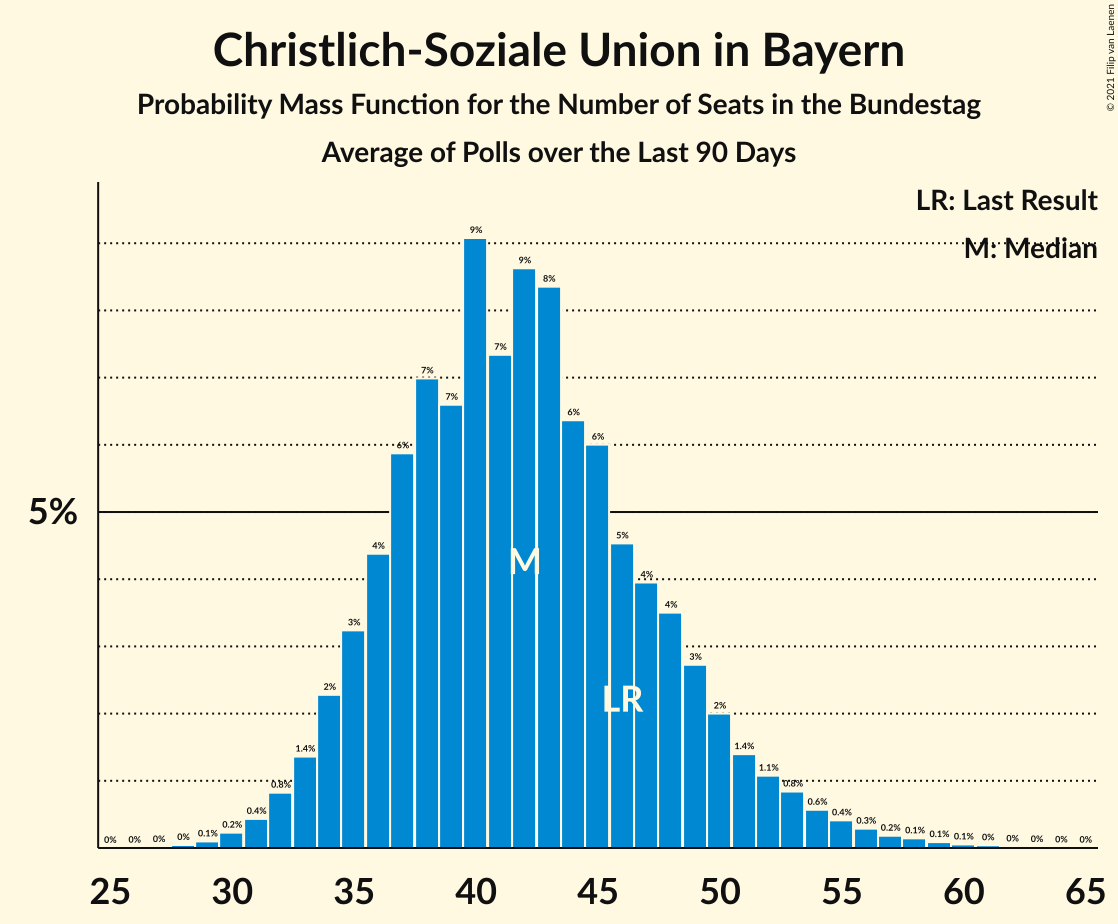 Christlich-Soziale Union in Bayern
Probability Mass Function for the Number of Seats in the Bundestag
Average of Polls over the Last 90 Days
© 2021 Filip van Laenen
LR: Last Result
M: Median
5%
0% 0% 0% 0% 0.1% 0.2% 0.4% 0.8% 1.4% 2% 3% 4% 6% 7% 7% 9% 7% 9% 8% 6% 6% 5% 4% 4% 3% 2% 1.4% 1.1% 0.8% 0.6% 0.4% 0.3% 0.2% 0.1% 0.1% 0.1% 0% 0% 0% 0% 0%
M
LR
25 30 35 40 45 50 55 60 65